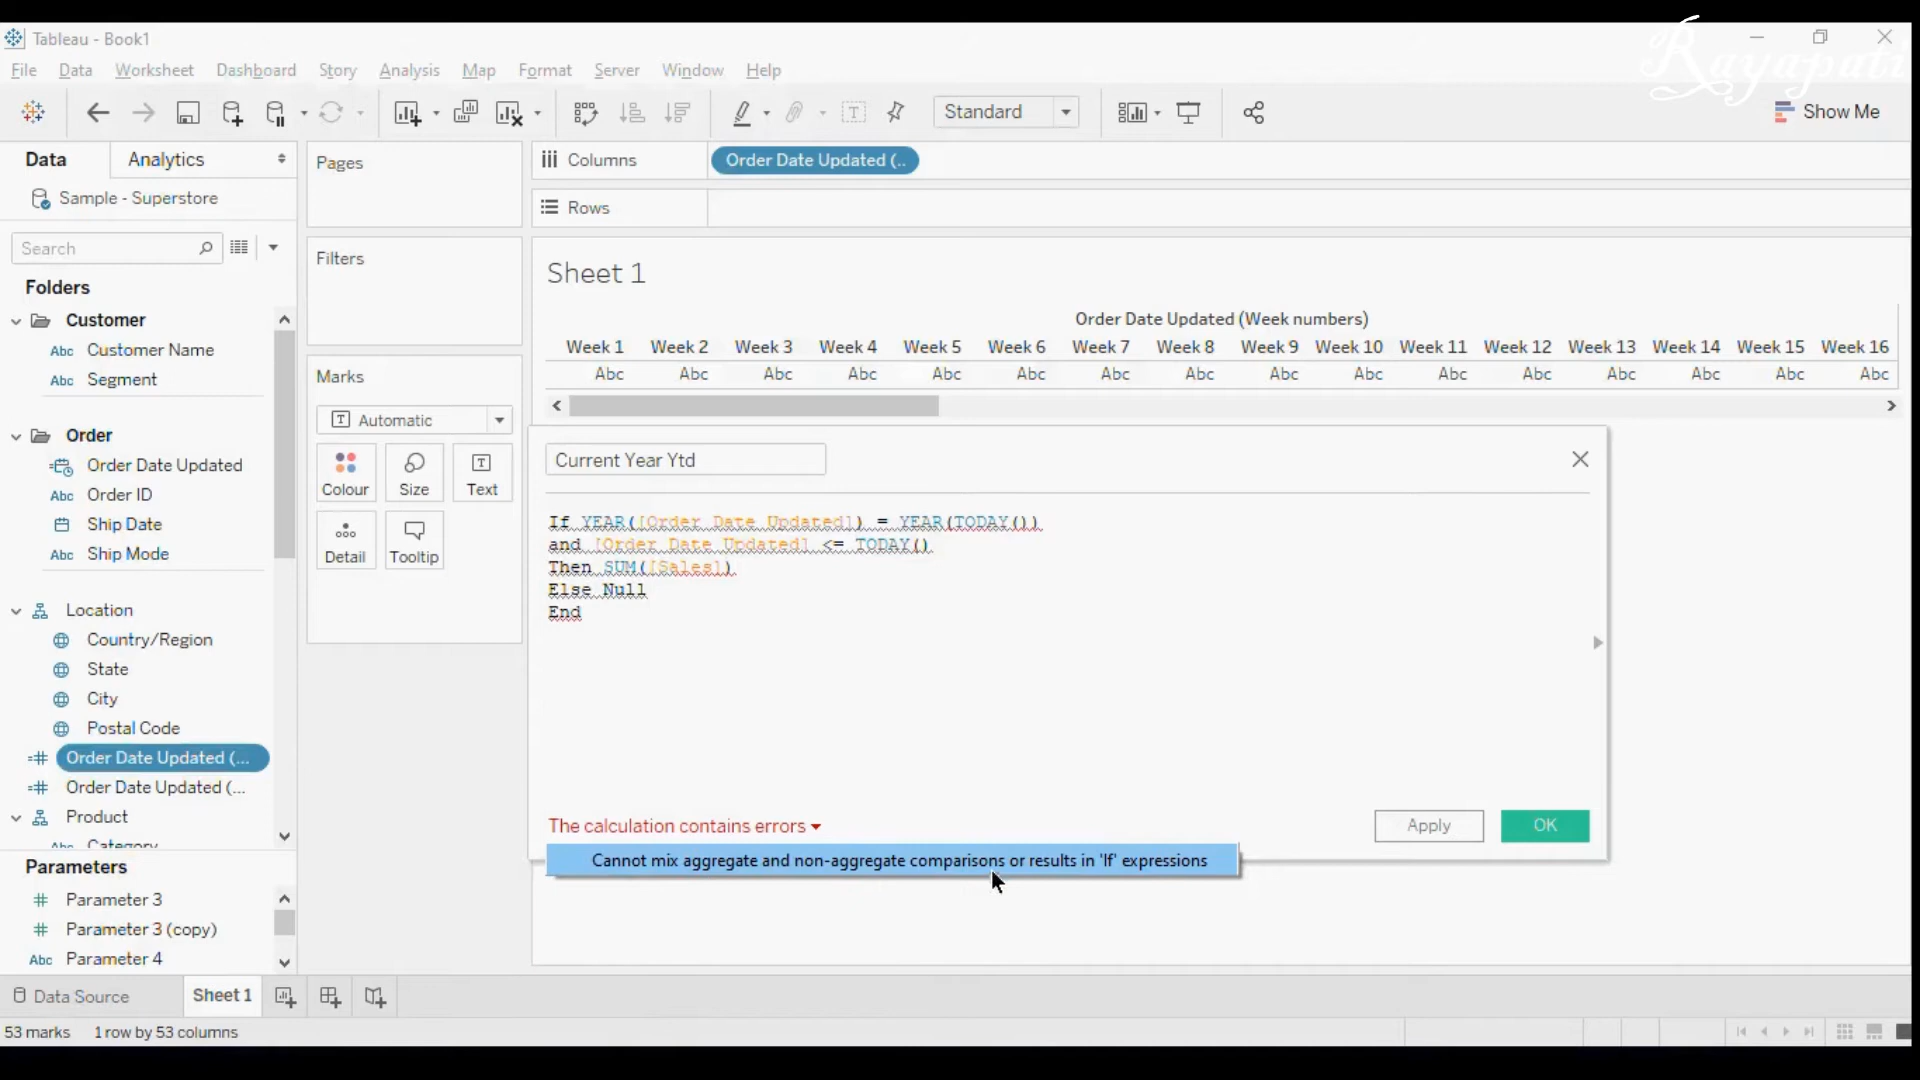 Rayapati
Tableau - Book1
File Data Worksheet Dashboard Story Analysis Map Format Server Window Help
Standard
Show Me
Data Analytics
Sample - Superstore
Search
Folders
Customer
Abc Customer Name
Abc Segment
Order
Order Date Updated
Abc Order ID
Ship Date
Abc Ship Mode
Location
Country/Region
State
City
Postal Code
Order Date Updated (...
Order Date Updated (...
Product
Abc Category
Parameters
Parameter 3
Parameter 3 (copy)
Abc Parameter 4
Pages
Filters
Marks
Automatic
Colour Size Text
Detail Tooltip
Columns Order Date Updated (..
Rows
Sheet 1
Order Date Updated (Week numbers)
Week 1 Week 2 Week 3 Week 4 Week 5 Week 6 Week 7 Week 8 Week 9 Week 10 Week 11 Week 12 Week 13 Week 14 Week 15 Week 16
Abc Abc Abc Abc Abc Abc Abc Abc Abc Abc Abc Abc Abc Abc Abc Abc
Current Year Ytd
If YEAR([Order Date Updated]) = YEAR(TODAY())
and [Order Date Updated] <= TODAY()
Then SUM([Sales])
Else Null
End
The calculation contains errors
Apply OK
Cannot mix aggregate and non-aggregate comparisons or results in 'If' expressions
Data Source Sheet 1
53 marks 1 row by 53 columns